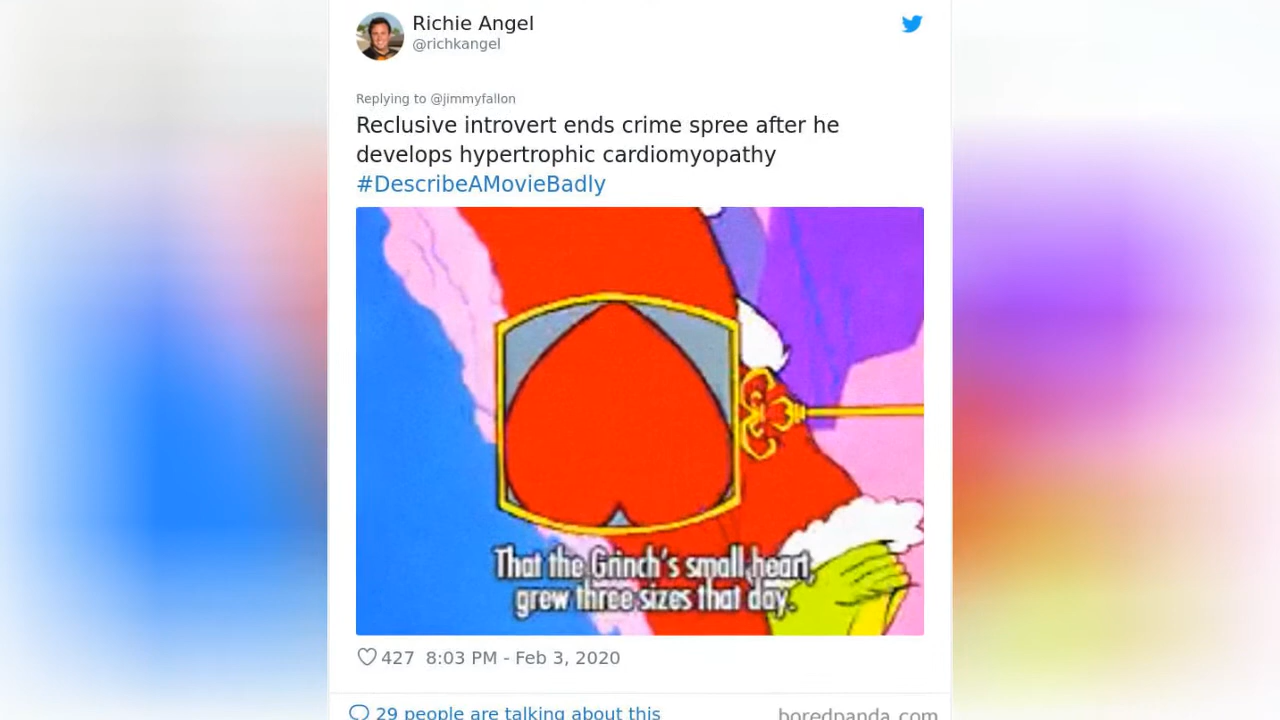 Richie Angel
@richkangel
Replying to @jimmyfallon
Reclusive introvert ends crime spree after he
develops hypertrophic cardiomyopathy
#DescribeAMovieBadly
That the Grinch's small heart,
grew three sizes that day.
427 8:03 PM - Feb 3, 2020
29 people are talking about this
boredpanda.com